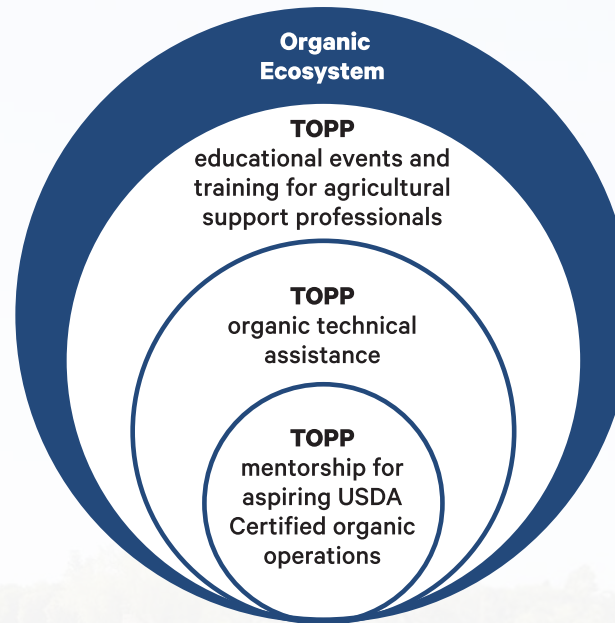 Organic
Ecosystem
TOPP
educational events and
training for agricultural
support professionals
TOPP
organic technical
assistance
TOPP
mentorship for
aspiring USDA
Certified organic
operations